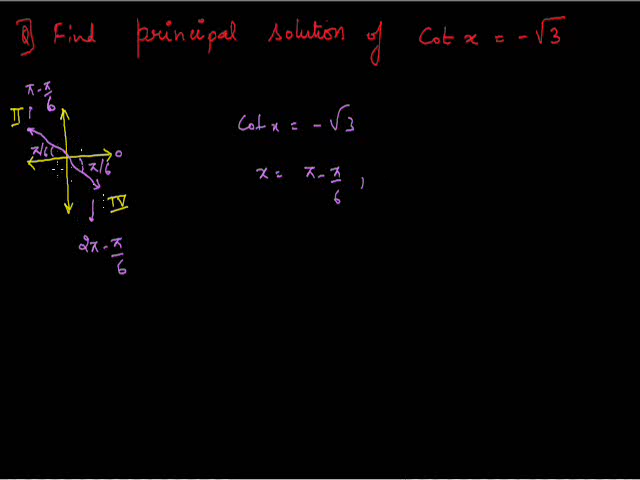 Q] Find principal solution of Cot x = -√3
π - π/6
II
π/6
0
π/6
IV
2π - π/6
Cot x = -√3
x = π - π/6 ,